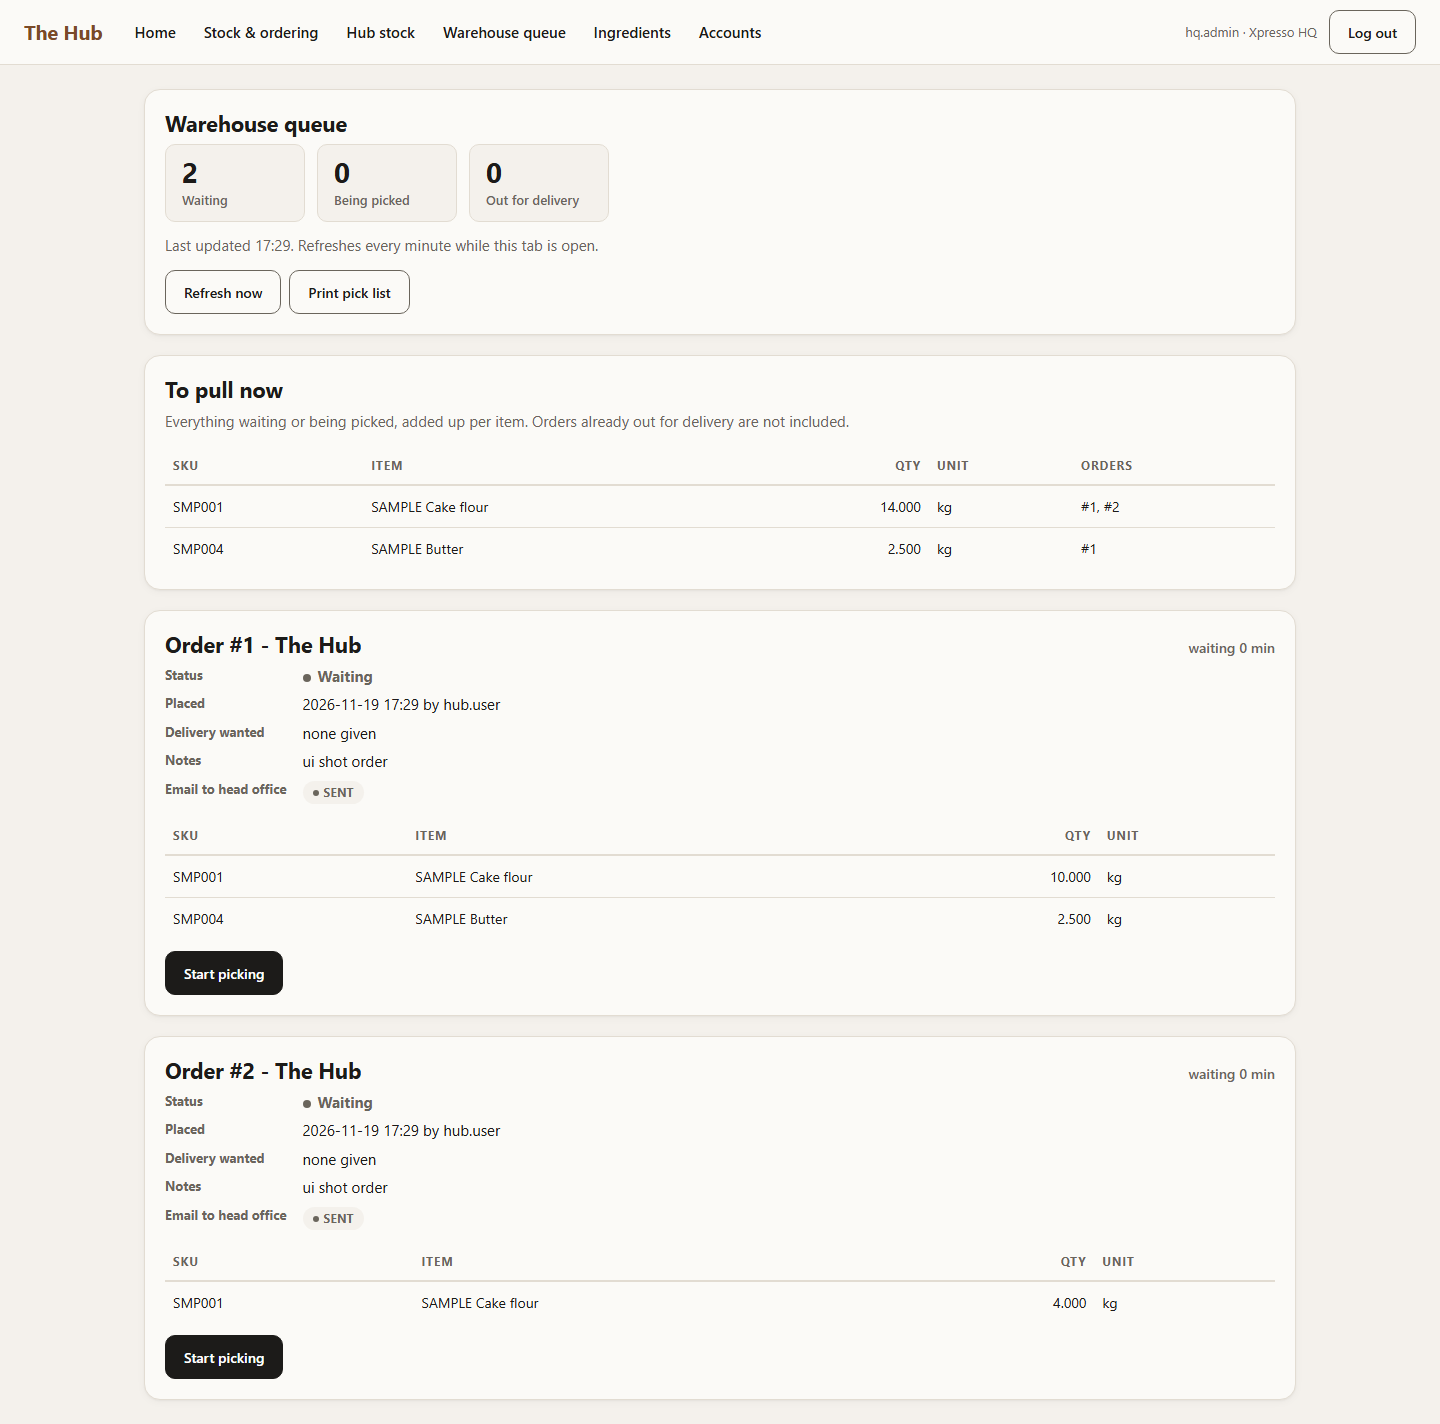 The Hub Home Stock & ordering Hub stock Warehouse queue Ingredients Accounts hq.admin · Xpresso HQ Log out
Warehouse queue
2 0 0
Waiting Being picked Out for delivery
Last updated 17:29. Refreshes every minute while this tab is open.
Refresh now Print pick list
To pull now
Everything waiting or being picked, added up per item. Orders already out for delivery are not included.
SKU ITEM QTY UNIT ORDERS
SMP001 SAMPLE Cake flour 14.000 kg #1, #2
SMP004 SAMPLE Butter 2.500 kg #1
Order #1 - The Hub waiting 0 min
Status Waiting
Placed 2026-11-19 17:29 by hub.user
Delivery wanted none given
Notes ui shot order
Email to head office SENT
SKU ITEM QTY UNIT
SMP001 SAMPLE Cake flour 10.000 kg
SMP004 SAMPLE Butter 2.500 kg
Start picking
Order #2 - The Hub waiting 0 min
Status Waiting
Placed 2026-11-19 17:29 by hub.user
Delivery wanted none given
Notes ui shot order
Email to head office SENT
SKU ITEM QTY UNIT
SMP001 SAMPLE Cake flour 4.000 kg
Start picking